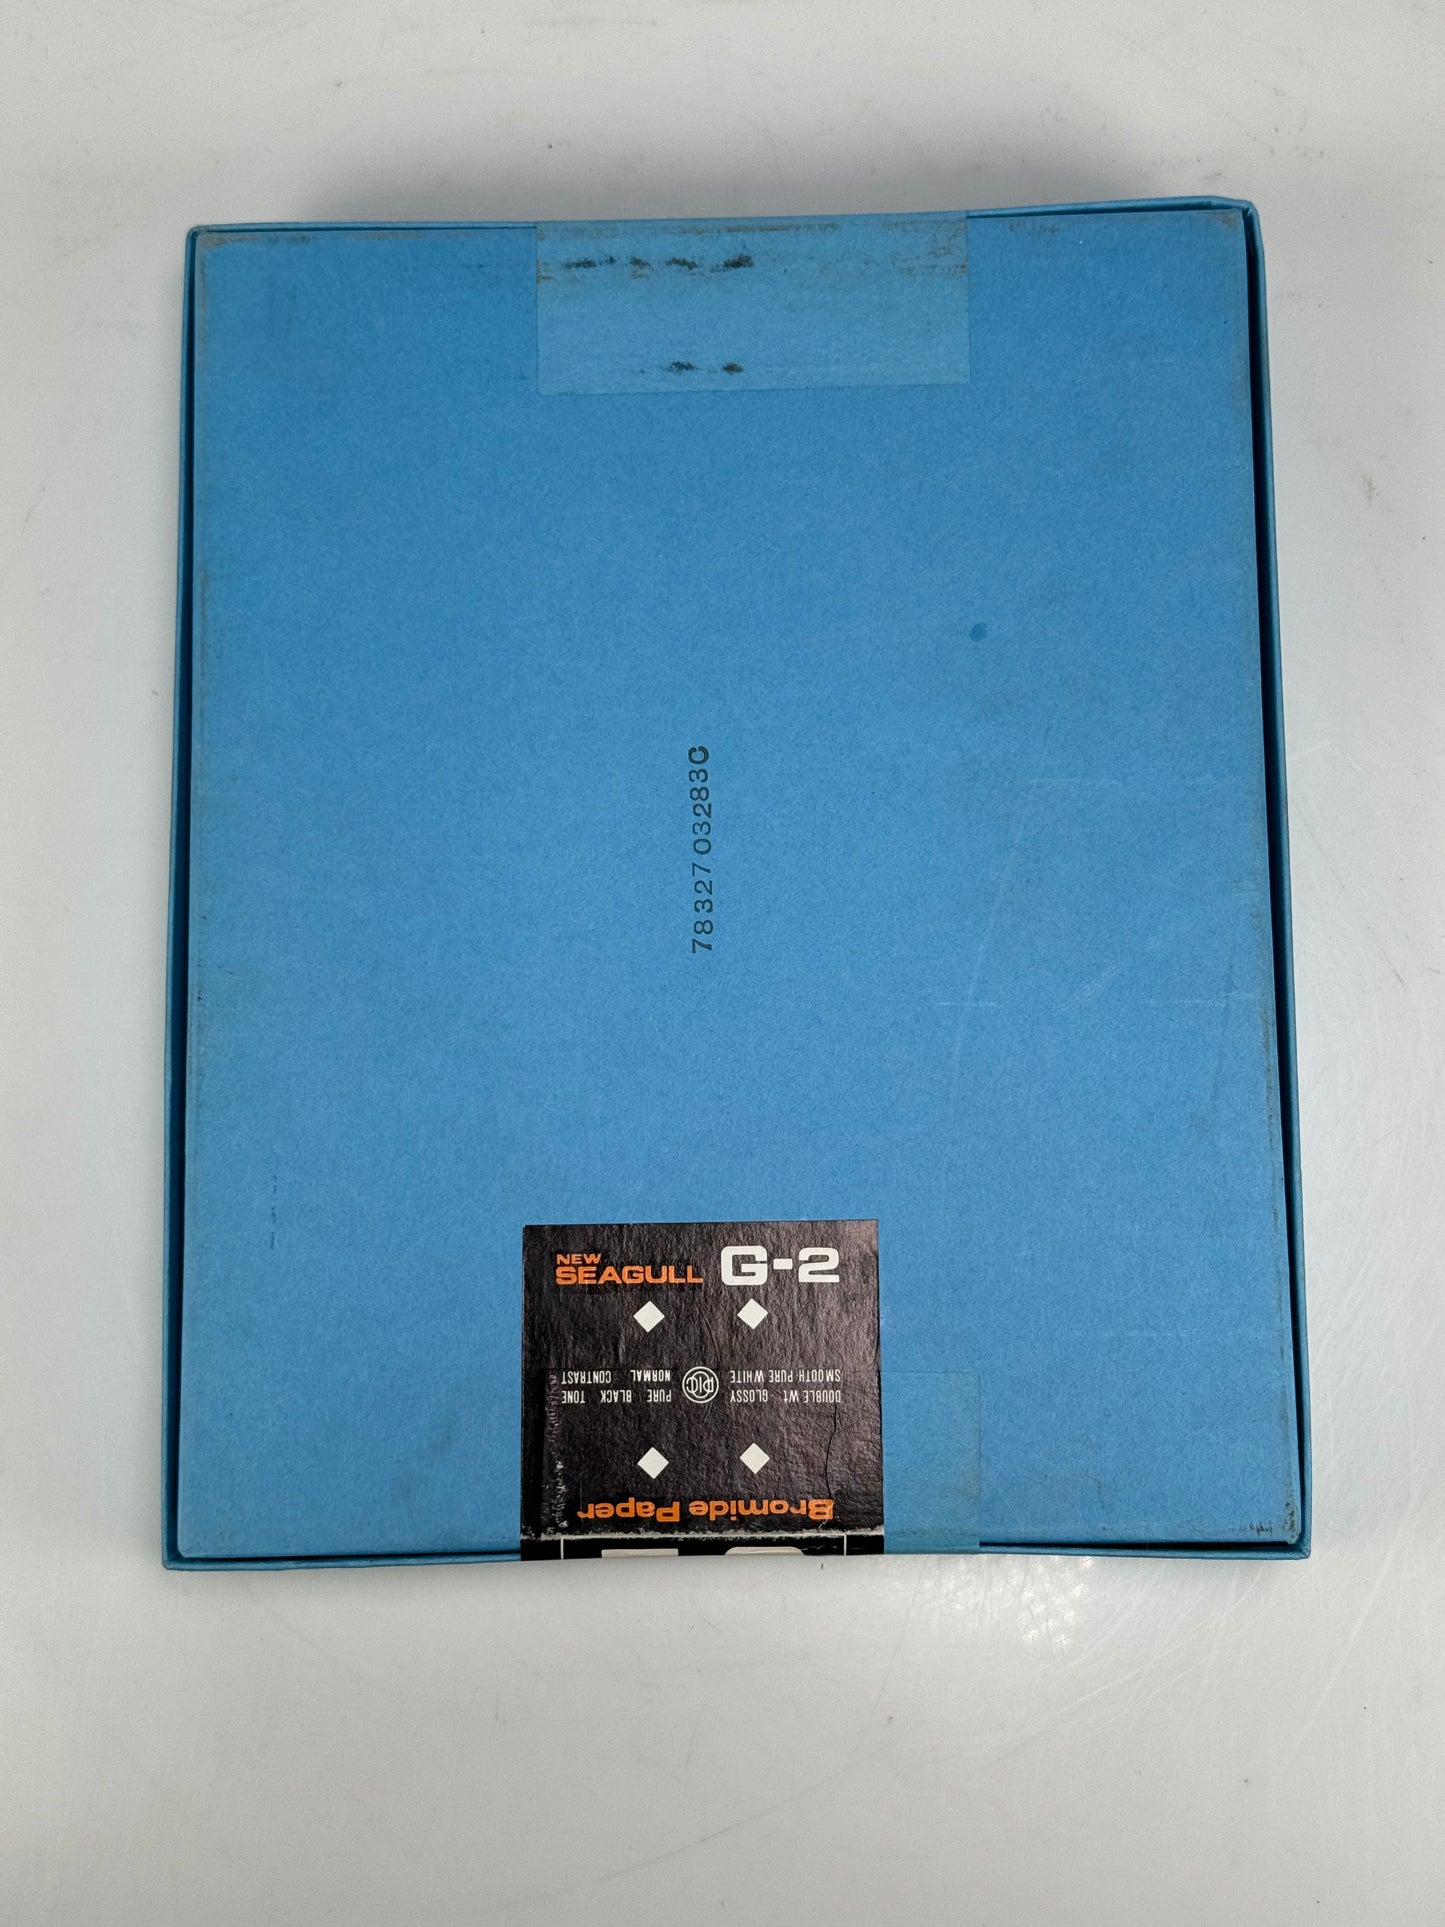 78327 03283C
NEW
SEAGULL G-2
DOUBLE Wt. GLOSSY PURE BLACK TONE
SMOOTH PURE WHITE NORMAL CONTRAST
Bromide Paper